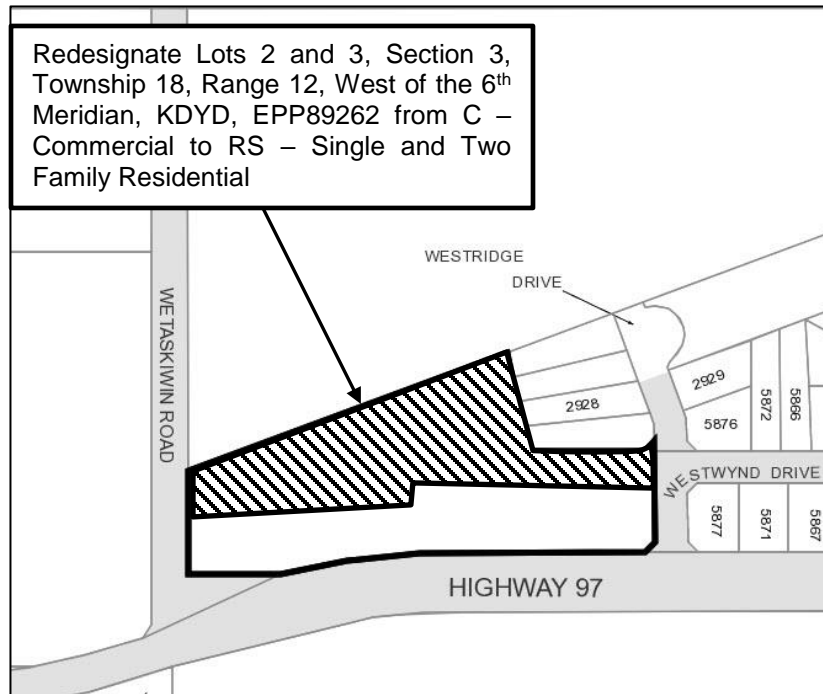 Redesignate Lots 2 and 3, Section 3,
Township 18, Range 12, West of the 6th
Meridian, KDYD, EPP89262 from C –
Commercial to RS – Single and Two
Family Residential
WESTRIDGE
DRIVE
WETASKIWIN ROAD
2928
2929
5876
5872
5866
WESTWYND DRIVE
5877
5871
5867
HIGHWAY 97